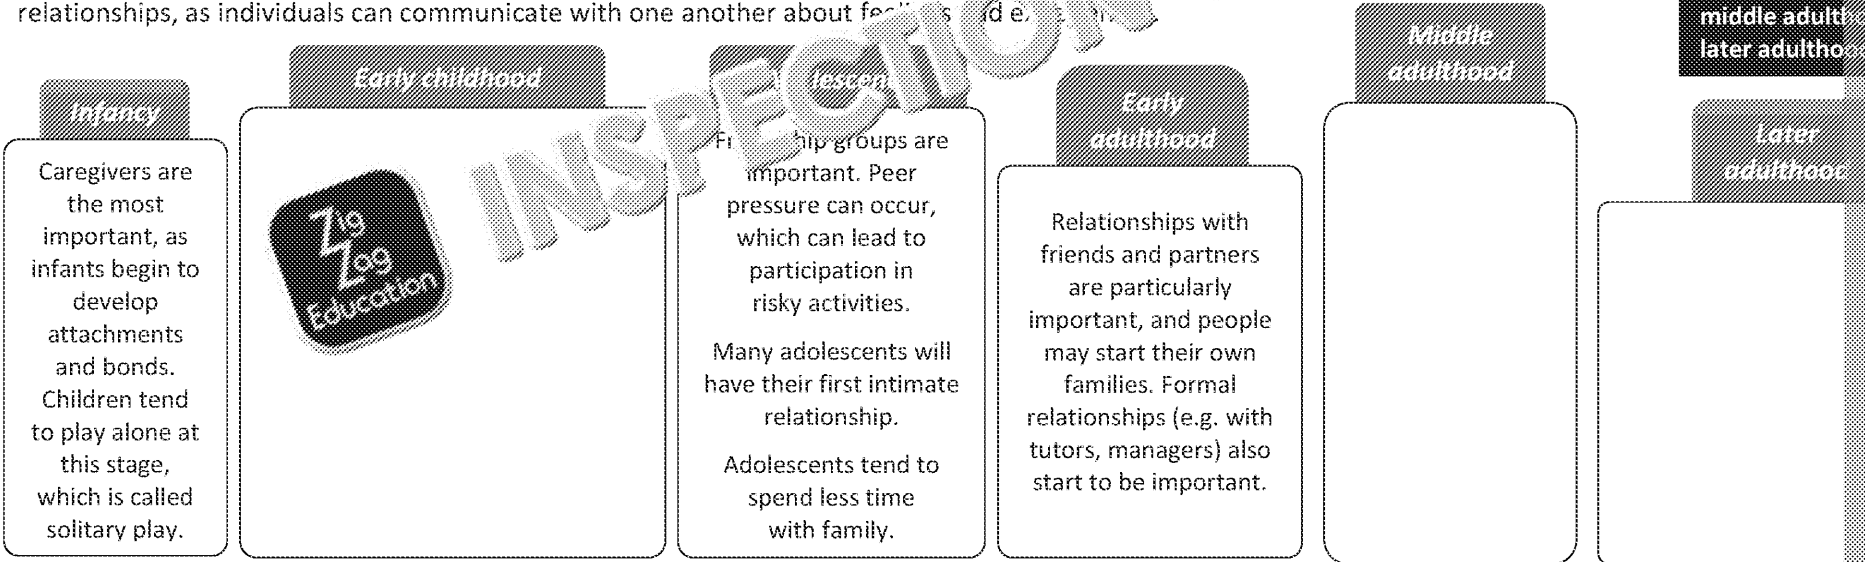 relationships, as individuals can communicate with one another about
middle adultho
later adulthood
Infancy
Caregivers are
the most
important, as
infants begin to
develop
attachments
and bonds.
Children tend
to play alone at
this stage,
which is called
solitary play.
Early childhood
Zig
Zag
Education
INSPECTION
groups are
important. Peer
pressure can occur,
which can lead to
participation in
risky activities.
Many adolescents will
have their first intimate
relationship.
Adolescents tend to
spend less time
with family.
Early
adulthood
Relationships with
friends and partners
are particularly
important, and people
may start their own
families. Formal
relationships (e.g. with
tutors, managers) also
start to be important.
Middle
adulthood
Later
adulthood